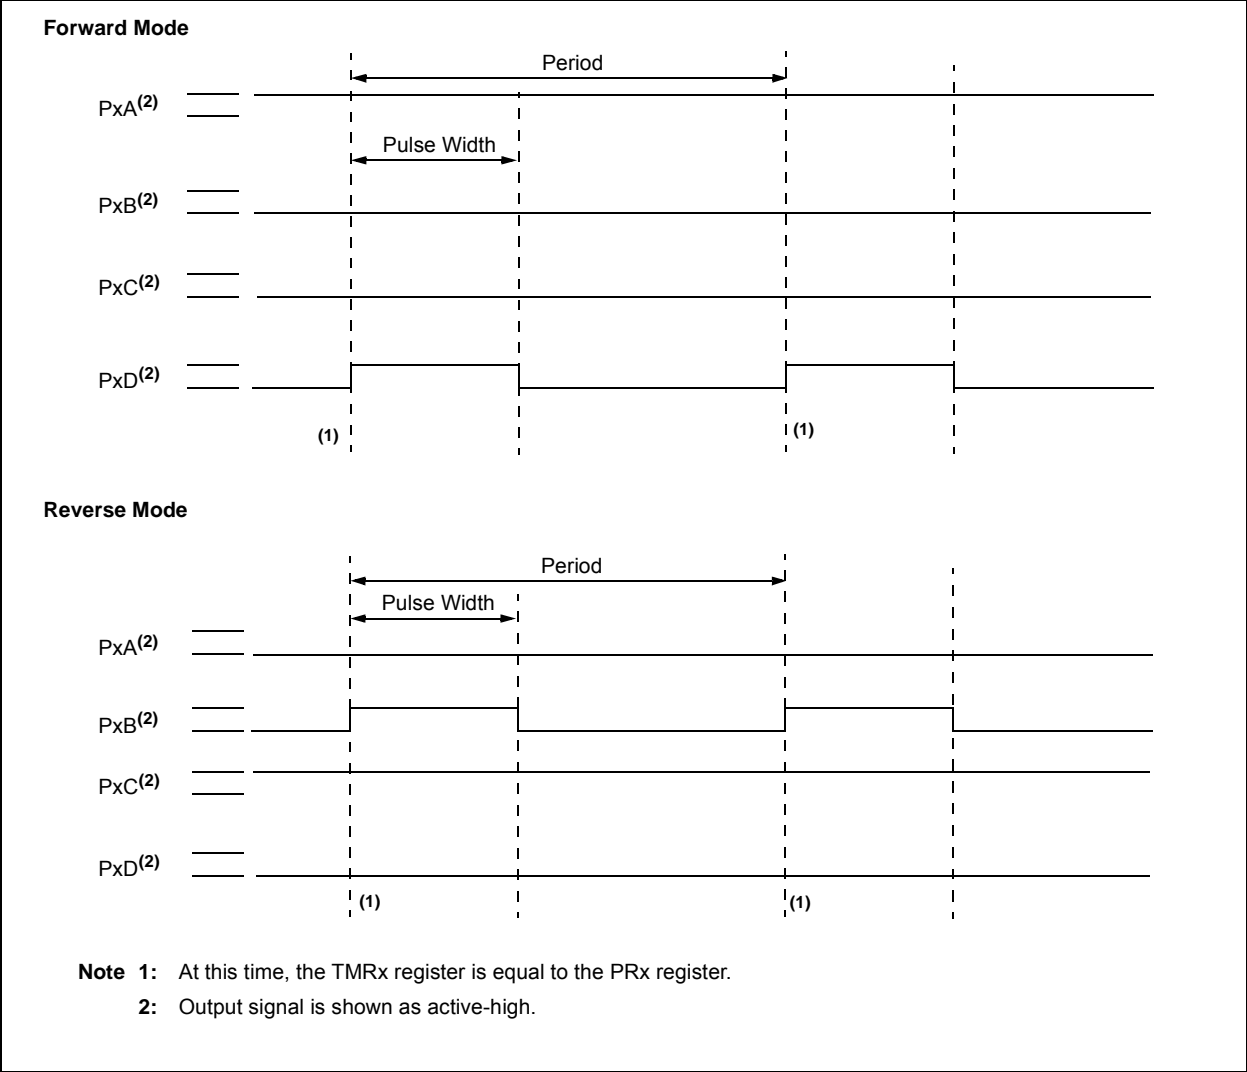 Forward Mode
Period
PxA(2)
Pulse Width
PxB(2)
PxC(2)
PxD(2)
(1)
(1)
Reverse Mode
Period
Pulse Width
PxA(2)
PxB(2)
PxC(2)
PxD(2)
(1)
(1)
Note 1: At this time, the TMRx register is equal to the PRx register.
2: Output signal is shown as active-high.